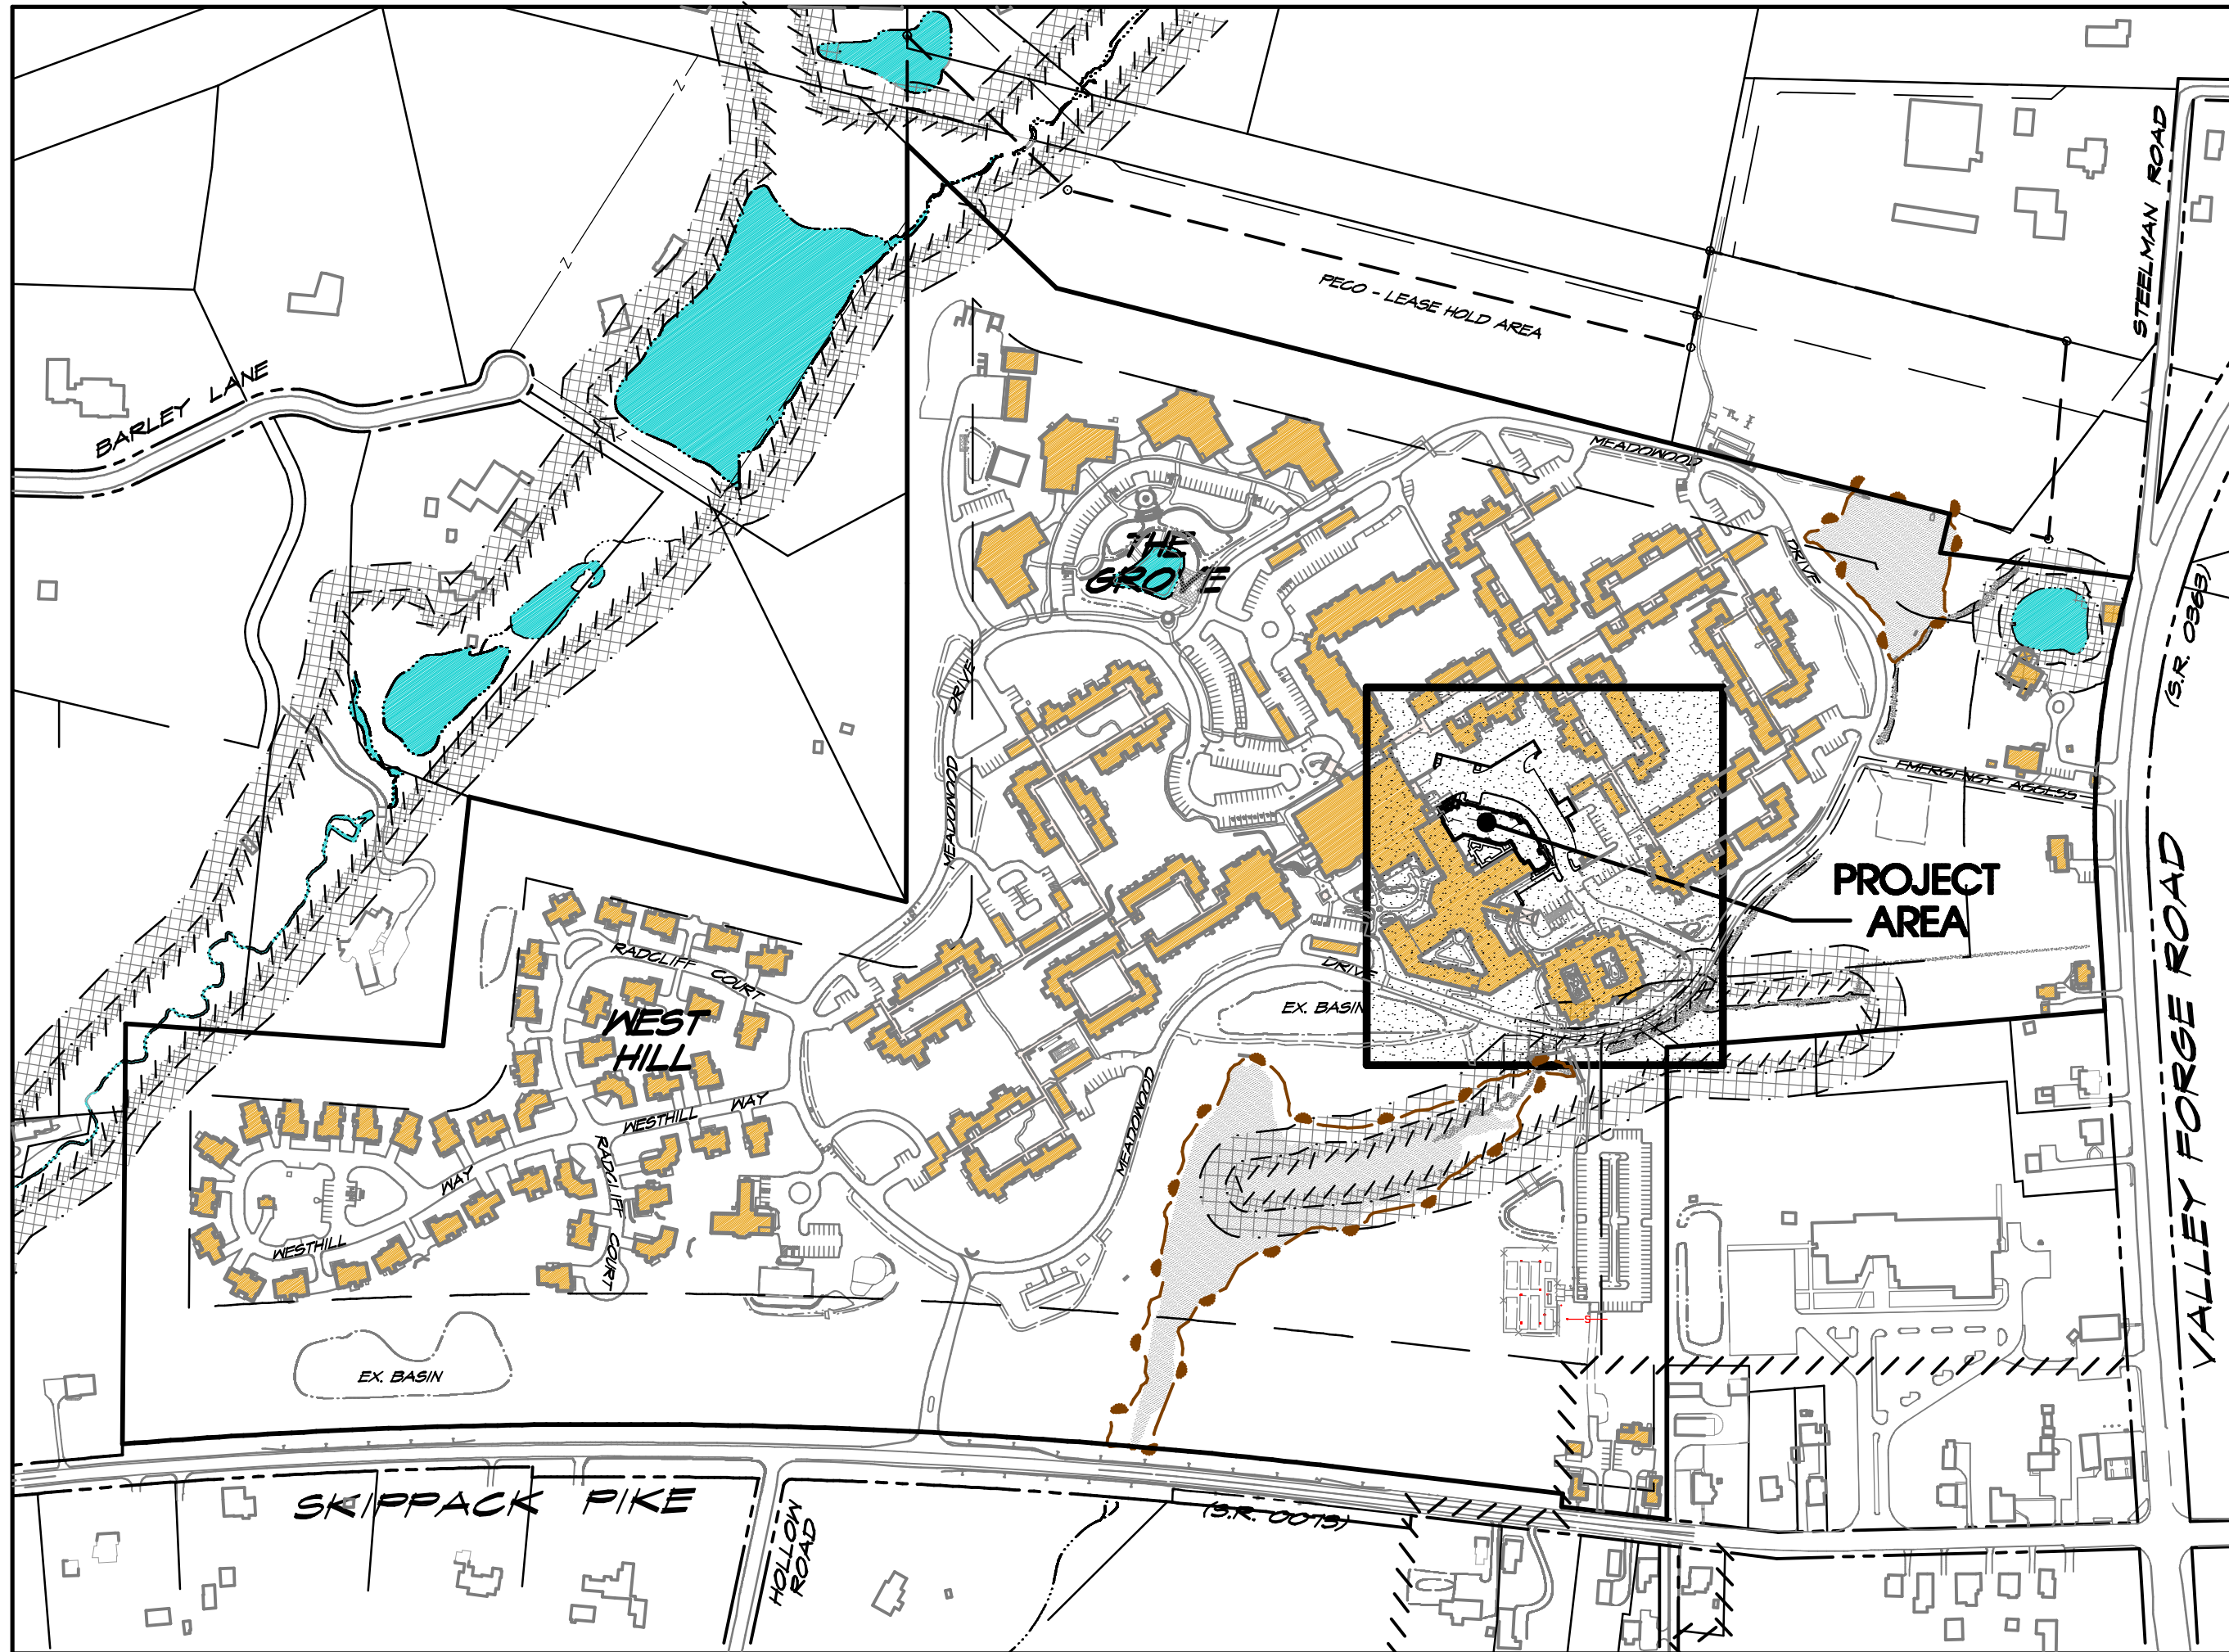 STEELMAN ROAD
PECO - LEASE HOLD AREA
BARLEY LANE
MEADOWOOD
DRIVE
THE
GROVE
(S.R. 0363)
DRIVE
MEADOWOOD
EMERGENSY ACCESS
PROJECT
AREA
VALLEY FORGE ROAD
RADCLIFF COURT
DRIVE
EX. BASIN
WEST
HILL
MEADOWOOD
WESTHILL WAY
RADCLIFF COURT
WAY
WESTHILL
EX. BASIN
SKIPPACK PIKE
(S.R. 0073)
HOLLOW
ROAD
Z
Z
Z
Z
S